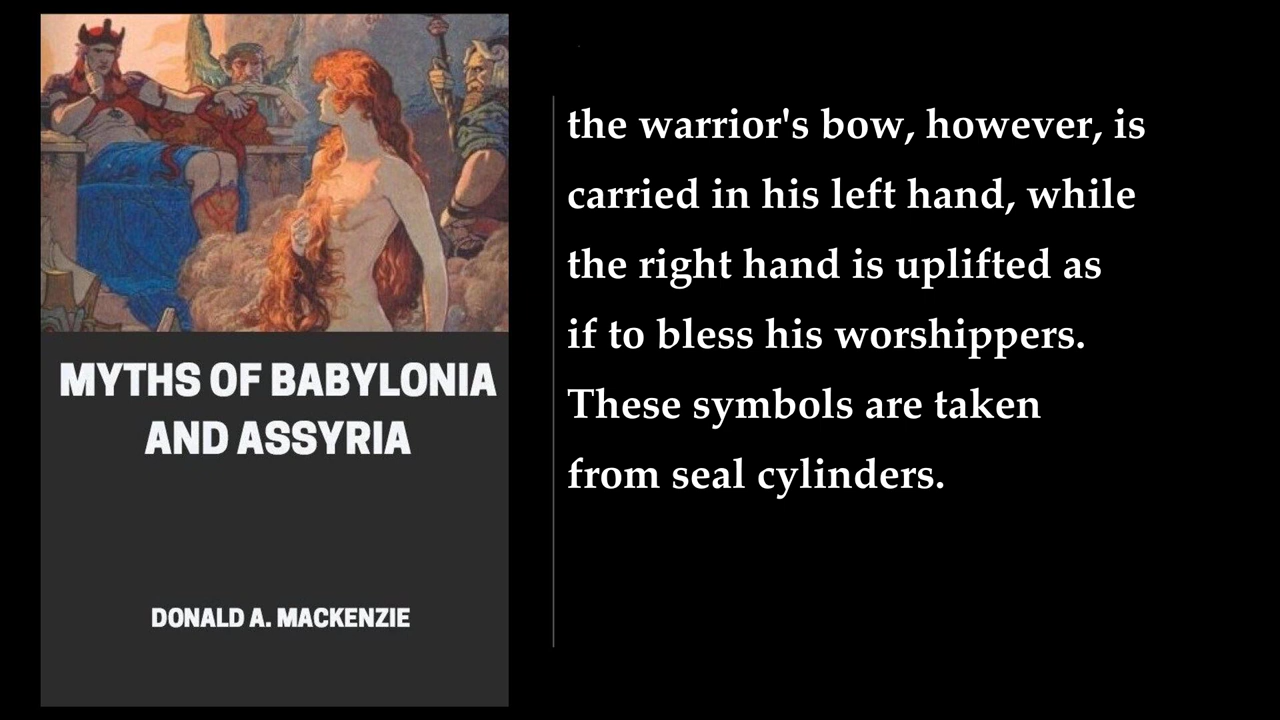 MYTHS OF BABYLONIA
AND ASSYRIA
DONALD A. MACKENZIE
the warrior's bow, however, is
carried in his left hand, while
the right hand is uplifted as
if to bless his worshippers.
These symbols are taken
from seal cylinders.